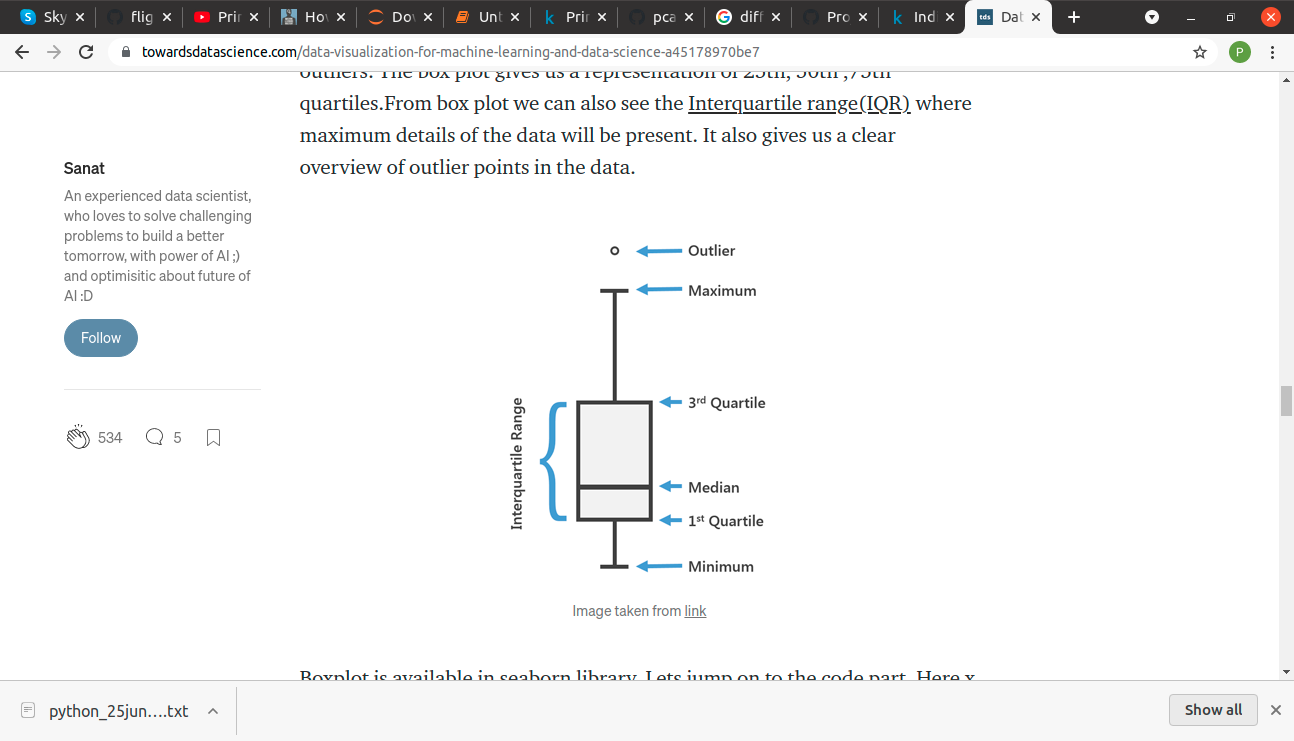 Sky
flig
Prir
Ho
Do
Unt
Prir
pca
diff
Pro
Ind
tds
Dat
towardsdatascience.com/data-visualization-for-machine-learning-and-data-science-a45178970be7
P
outliers. The box plot gives us a representation of 25th, 50th ,75th
quartiles.From box plot we can also see the Interquartile range(IQR) where
maximum details of the data will be present. It also gives us a clear
overview of outlier points in the data.
Sanat
An experienced data scientist,
who loves to solve challenging
problems to build a better
tomorrow, with power of AI ;)
and optimisitic about future of
AI :D
Follow
534
5
Outlier
Maximum
3rd Quartile
Interquartile Range
Median
1st Quartile
Minimum
Image taken from link
Boxplot is available in seaborn library. Lets jump on to the code part. Here x
python_25jun....txt
Show all